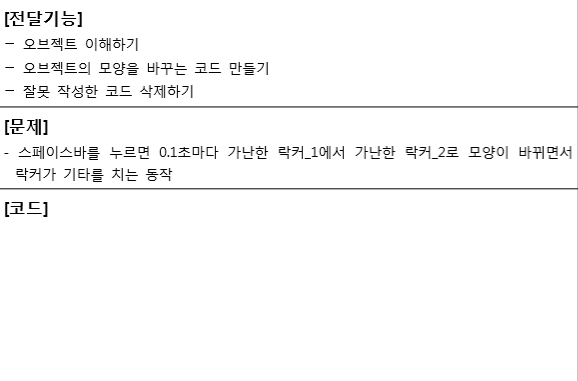 [전달기능]
– 오브젝트 이해하기
– 오브젝트의 모양을 바꾸는 코드 만들기
– 잘못 작성한 코드 삭제하기
[문제]
- 스페이스바를 누르면 0.1초마다 가난한 락커_1에서 가난한 락커_2로 모양이 바뀌면서
락커가 기타를 치는 동작
[코드]